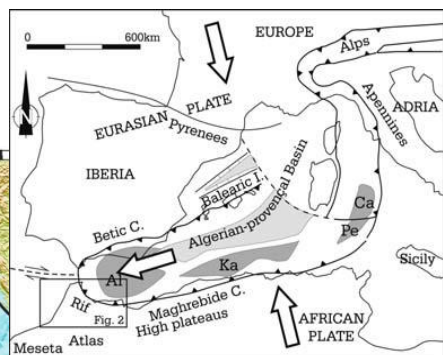 0 600km
EUROPE
Alps
N
EURASIAN PLATE
Pyrenees
Apennines
ADRIA
IBERIA
Balearic I.
Algerian-provençal Basin
Betic C.
Ca
Pe
Al
Ka
Sicily
Rif
Fig. 2
Maghrebide C.
High plateaus
AFRICAN
PLATE
Meseta
Atlas